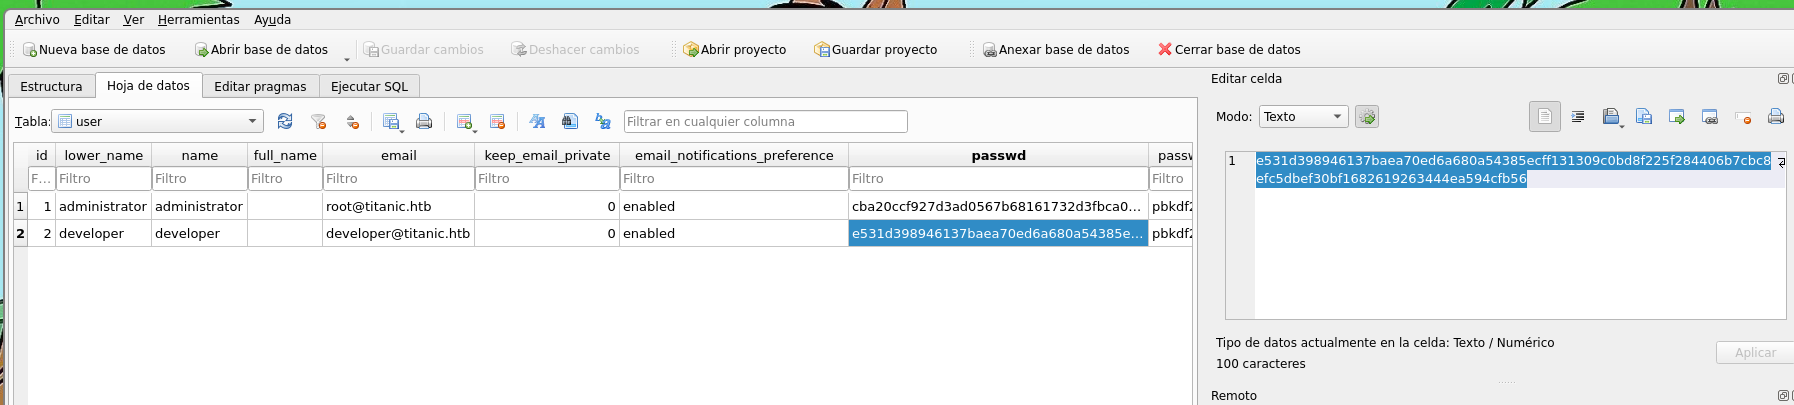 Archivo Editar Ver Herramientas Ayuda
Nueva base de datos Abrir base de datos Guardar cambios Deshacer cambios Abrir proyecto Guardar proyecto Anexar base de datos Cerrar base de datos
Estructura Hoja de datos Editar pragmas Ejecutar SQL
Tabla: user Filtrar en cualquier columna
id lower_name name full_name email keep_email_private email_notifications_preference passwd passw
F... Filtro Filtro Filtro Filtro Filtro Filtro Filtro Filtro
1 1 administrator administrator root@titanic.htb 0 enabled cba20ccf927d3ad0567b68161732d3fbca0... pbkdf2
2 2 developer developer developer@titanic.htb 0 enabled e531d398946137baea70ed6a680a54385e... pbkdf2
Editar celda
Modo: Texto
1 e531d398946137baea70ed6a680a54385ecff131309c0bd8f225f284406b7cbc8
efc5dbef30bf1682619263444ea594cfb56
Tipo de datos actualmente en la celda: Texto / Numérico
100 caracteres
Aplicar
Remoto